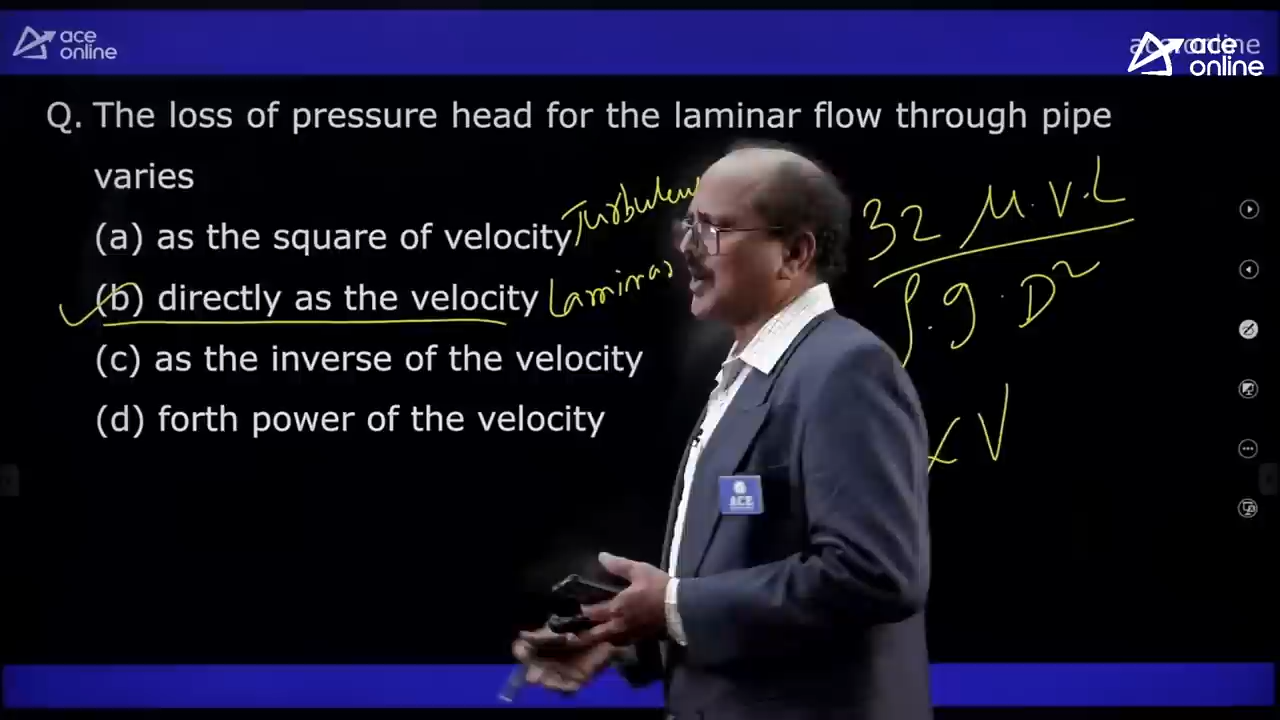 ace
online
ace
online
Q. The loss of pressure head for the laminar flow through pipe
varies
(a) as the square of velocity
(b) directly as the velocity Laminar
(c) as the inverse of the velocity
(d) forth power of the velocity
32 μ.V.L
ρ.g.D²
V
ACE